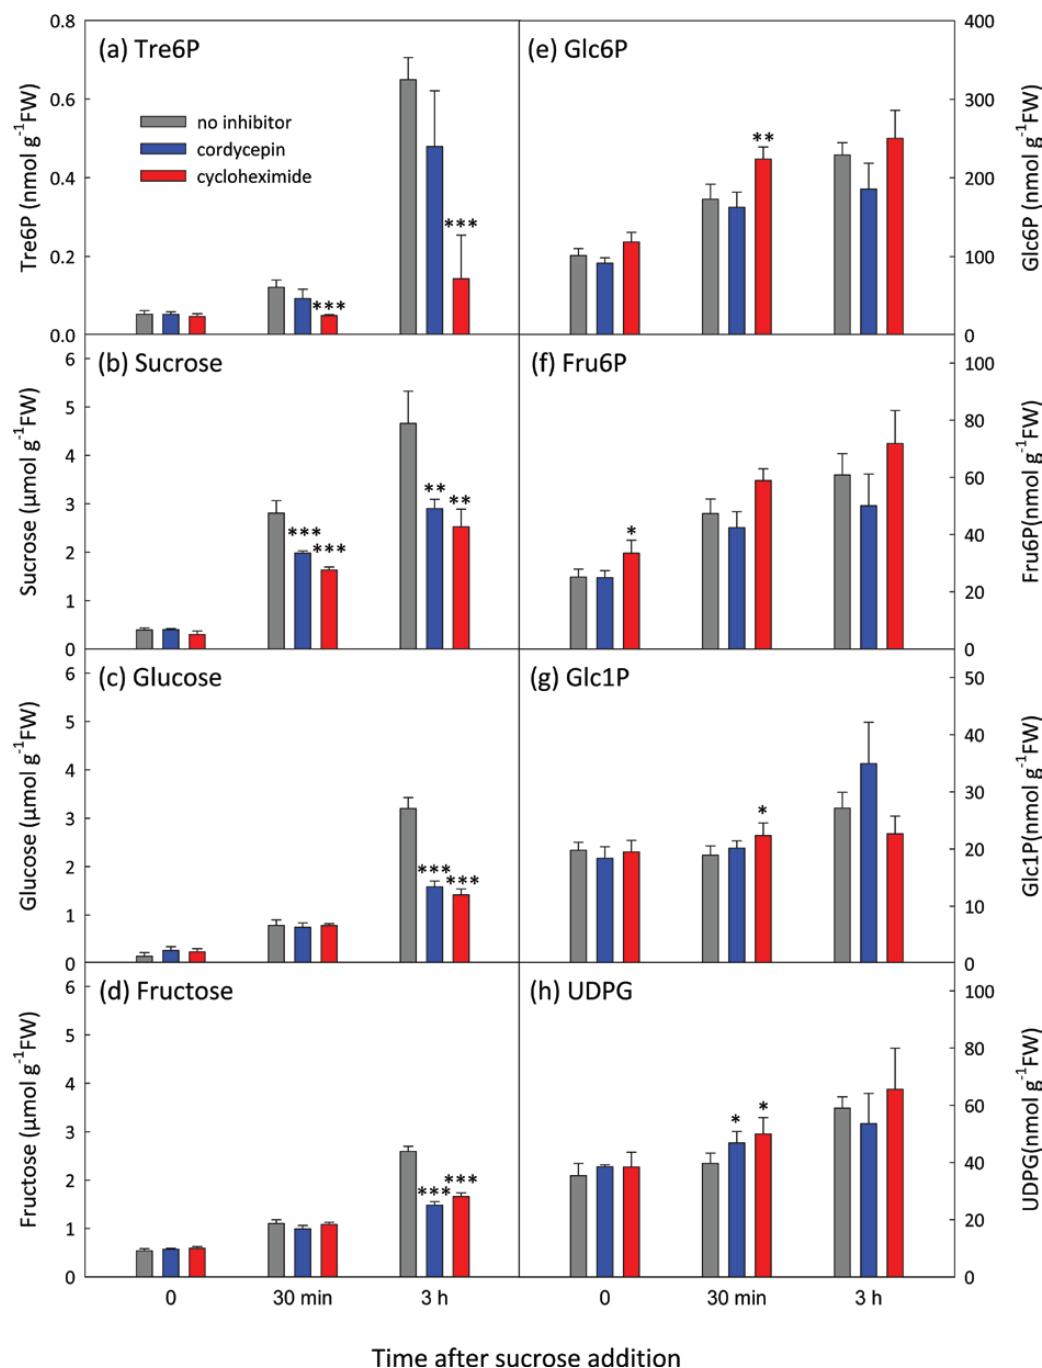 (a) Tre6P
Tre6P (nmol g⁻¹FW)
0.8
0.6
0.4
0.2
0.0
no inhibitor
cordycepin
cycloheximide
***
***
(e) Glc6P
Glc6P (nmol g⁻¹FW)
400
300
200
100
0
**
(b) Sucrose
Sucrose (µmol g⁻¹FW)
6
5
4
3
2
1
0
***
***
**
**
(f) Fru6P
Fru6P(nmol g⁻¹FW)
100
80
60
40
20
0
*
(c) Glucose
Glucose (µmol g⁻¹FW)
6
5
4
3
2
1
0
***
***
(g) Glc1P
Glc1P(nmol g⁻¹FW)
50
40
30
20
10
0
*
(d) Fructose
Fructose (µmol g⁻¹FW)
6
5
4
3
2
1
0
***
***
(h) UDPG
UDPG(nmol g⁻¹FW)
100
80
60
40
20
0
*
*
0 30 min 3 h
0 30 min 3 h
Time after sucrose addition